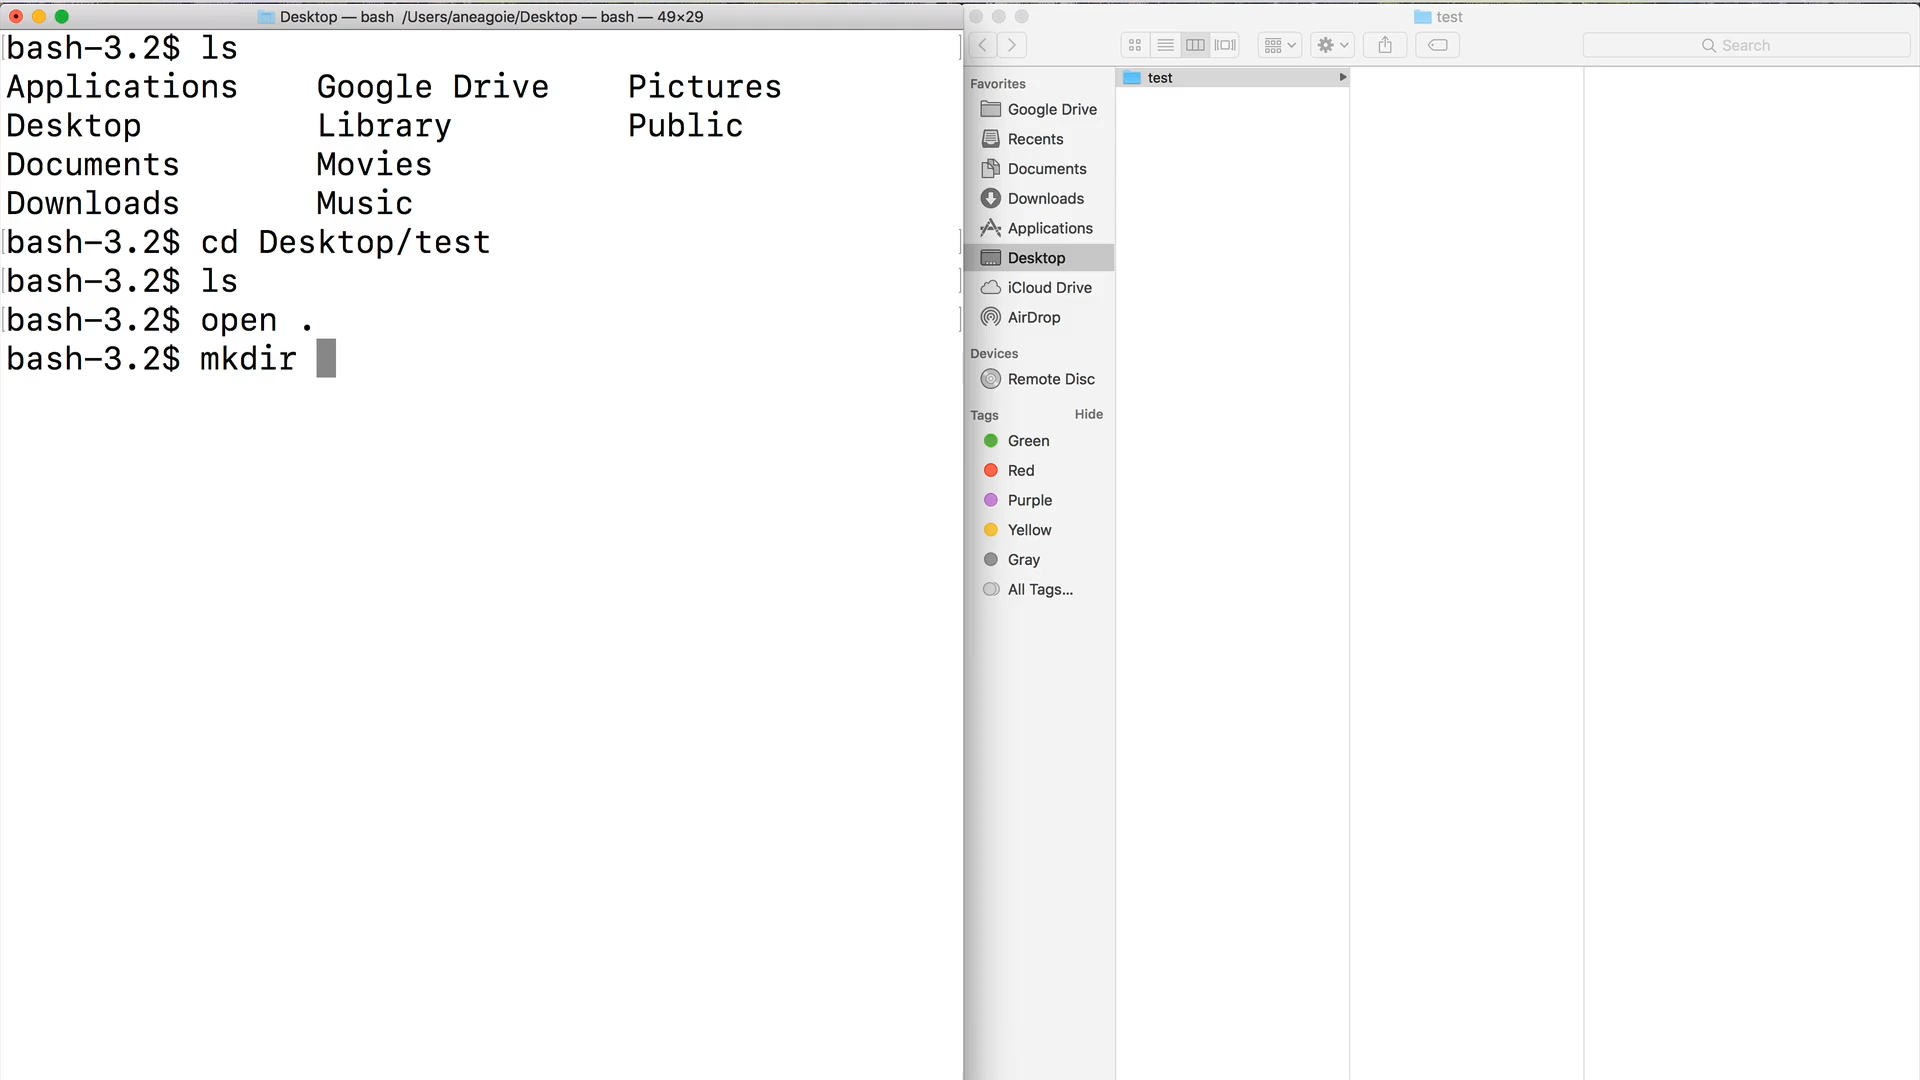 Desktop — bash /Users/aneagoie/Desktop — bash — 49×29
bash-3.2$ ls
Applications Google Drive Pictures
Desktop Library Public
Documents Movies
Downloads Music
bash-3.2$ cd Desktop/test
bash-3.2$ ls
bash-3.2$ open .
bash-3.2$ mkdir
test
Search
Favorites
Google Drive
Recents
Documents
Downloads
Applications
Desktop
iCloud Drive
AirDrop
Devices
Remote Disc
Tags Hide
Green
Red
Purple
Yellow
Gray
All Tags...
test